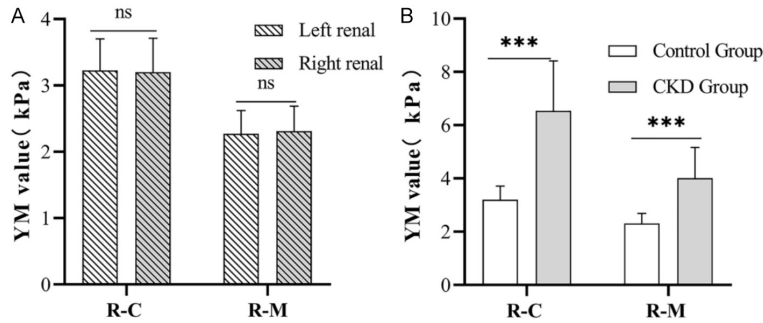 A
YM value( kPa)
4
3
2
1
0
ns
ns
Left renal
Right renal
R-C
R-M
B
YM value( kPa)
10
8
6
4
2
0
***
***
Control Group
CKD Group
R-C
R-M